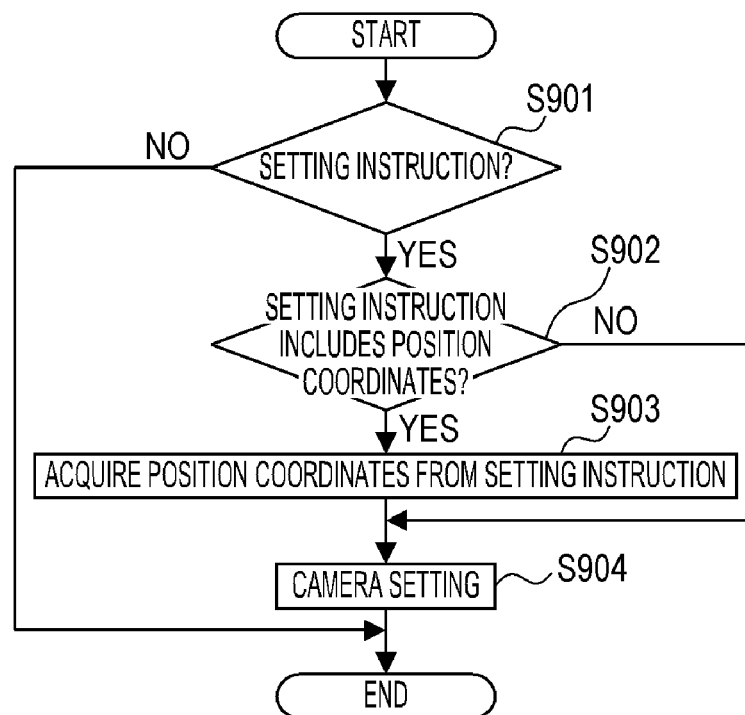 START
S901
NO
SETTING INSTRUCTION?
YES
S902
SETTING INSTRUCTION
INCLUDES POSITION
COORDINATES?
NO
YES
S903
ACQUIRE POSITION COORDINATES FROM SETTING INSTRUCTION
CAMERA SETTING
S904
END